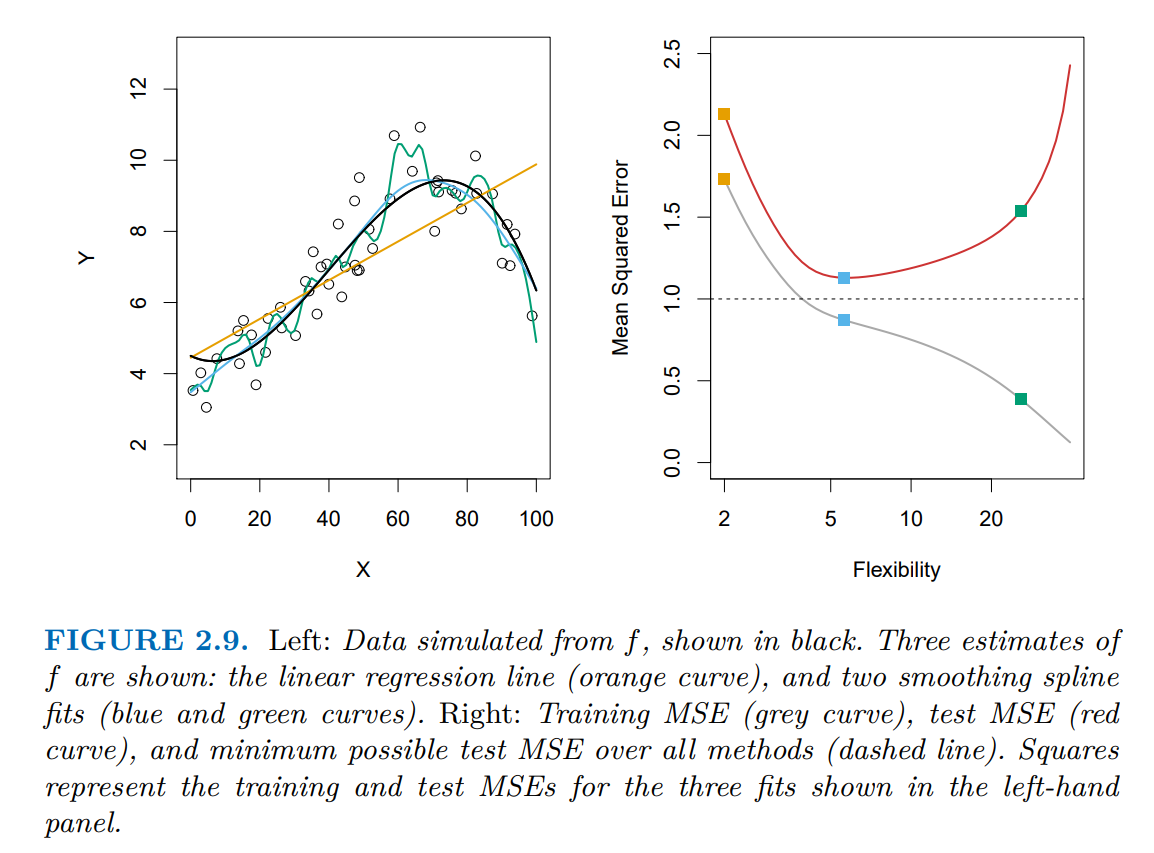 12
10
8
6
4
2
Y
0 20 40 60 80 100
X
2.5
2.0
1.5
1.0
0.5
0.0
Mean Squared Error
2 5 10 20
Flexibility
FIGURE 2.9. Left: Data simulated from f, shown in black. Three estimates of
f are shown: the linear regression line (orange curve), and two smoothing spline
fits (blue and green curves). Right: Training MSE (grey curve), test MSE (red
curve), and minimum possible test MSE over all methods (dashed line). Squares
represent the training and test MSEs for the three fits shown in the left-hand
panel.